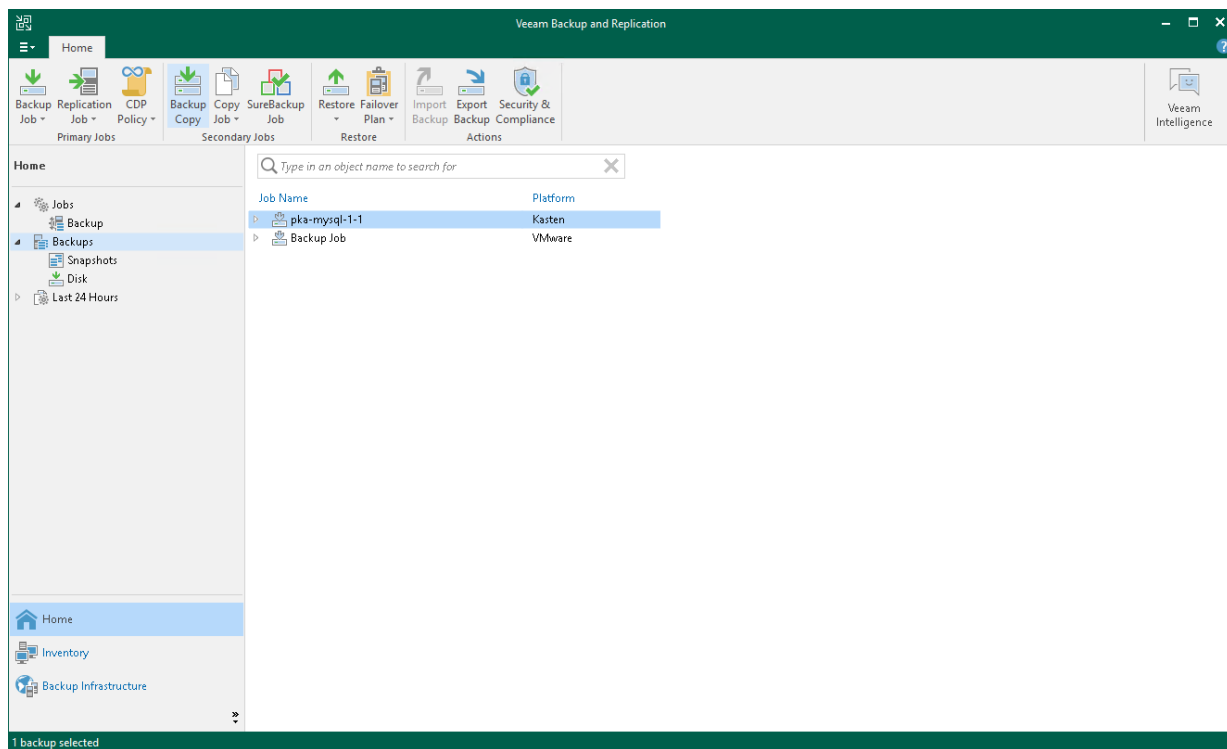 Veeam Backup and Replication
Home
Backup Job
Replication Job
CDP Policy
Primary Jobs
Backup Copy
Copy Job
SureBackup Job
Secondary Jobs
Restore
Failover Plan
Restore
Import Backup
Export Backup
Security & Compliance
Actions
Veeam Intelligence
Home
Jobs
Backup
Backups
Snapshots
Disk
Last 24 Hours
Type in an object name to search for
Job Name Platform
pka-mysql-1-1 Kasten
Backup Job VMware
Home
Inventory
Backup Infrastructure
1 backup selected